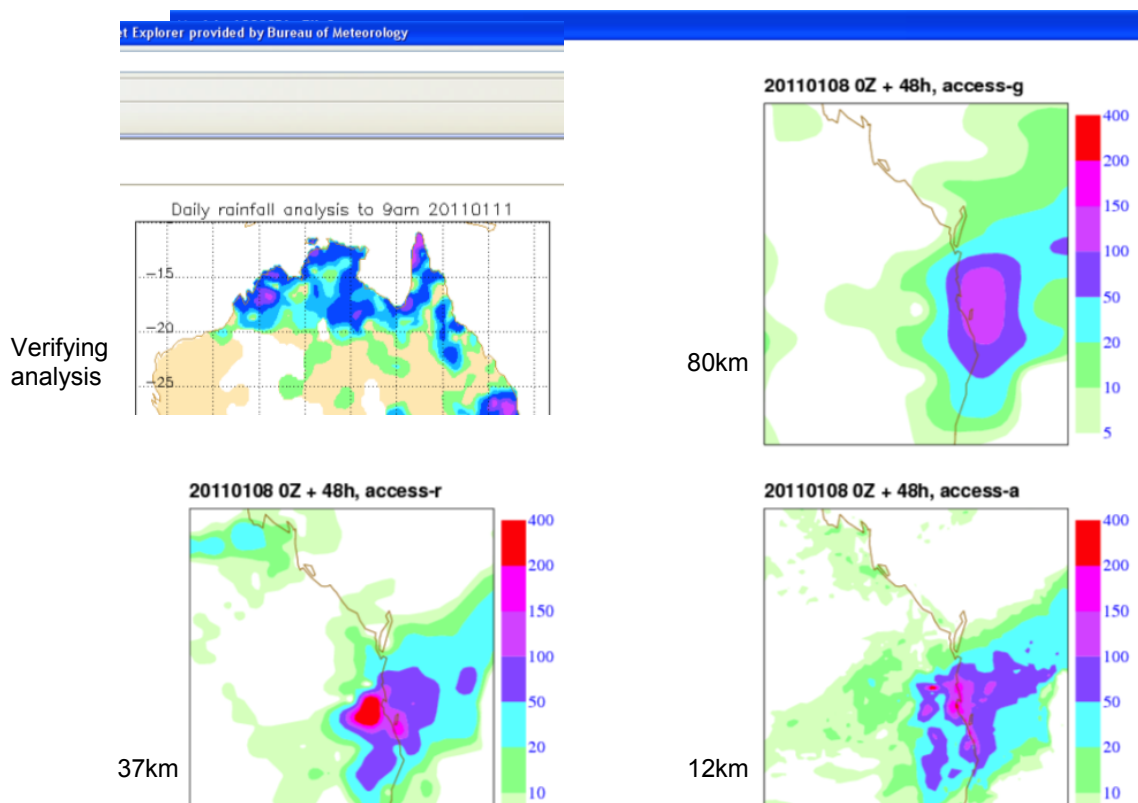 et Explorer provided by Bureau of Meteorology
20110108 0Z + 48h, access-g
400
200
150
100
50
20
10
5
80km
Daily rainfall analysis to 9am 20110111
-15
-20
-25
Verifying
analysis
20110108 0Z + 48h, access-r
400
200
150
100
50
20
10
37km
20110108 0Z + 48h, access-a
400
200
150
100
50
20
10
12km